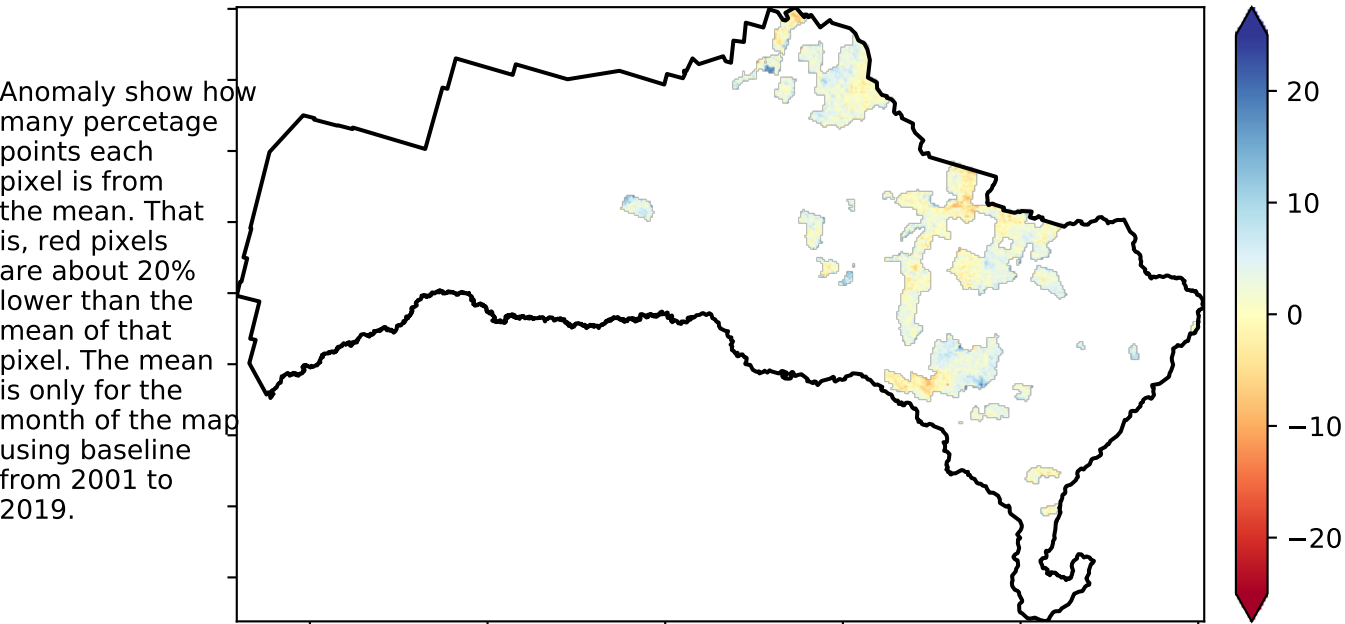 Anomaly show how
many percetage
points each
pixel is from
the mean. That
is, red pixels
are about 20%
lower than the
mean of that
pixel. The mean
is only for the
month of the map
using baseline
from 2001 to
2019.
20
10
0
−10
−20